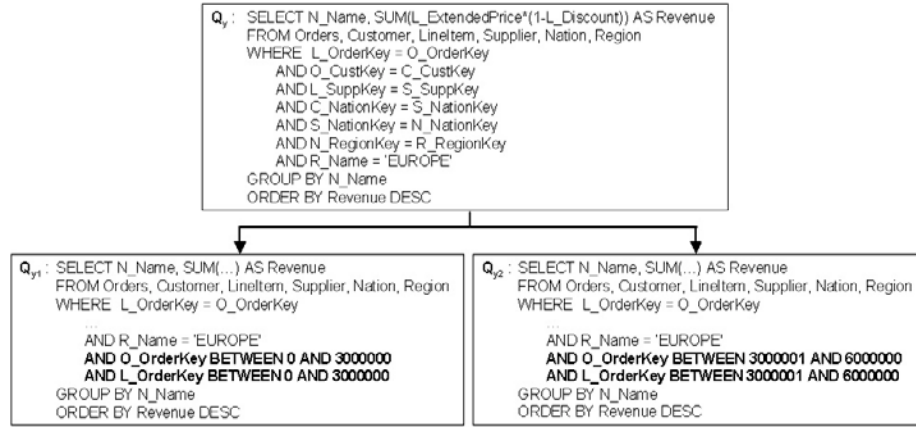 Qy : SELECT N_Name, SUM(L_ExtendedPrice*(1-L_Discount)) AS Revenue
FROM Orders, Customer, LineItem, Supplier, Nation, Region
WHERE L_OrderKey = O_OrderKey
AND O_CustKey = C_CustKey
AND L_SuppKey = S_SuppKey
AND C_NationKey = S_NationKey
AND S_NationKey = N_NationKey
AND N_RegionKey = R_RegionKey
AND R_Name = 'EUROPE'
GROUP BY N_Name
ORDER BY Revenue DESC
Qy1 : SELECT N_Name, SUM(...) AS Revenue
FROM Orders, Customer, LineItem, Supplier, Nation, Region
WHERE L_OrderKey = O_OrderKey
...
AND R_Name = 'EUROPE'
AND O_OrderKey BETWEEN 0 AND 3000000
AND L_OrderKey BETWEEN 0 AND 3000000
GROUP BY N_Name
ORDER BY Revenue DESC
Qy2 : SELECT N_Name, SUM(...) AS Revenue
FROM Orders, Customer, LineItem, Supplier, Nation, Region
WHERE L_OrderKey = O_OrderKey
...
AND R_Name = 'EUROPE'
AND O_OrderKey BETWEEN 3000001 AND 6000000
AND L_OrderKey BETWEEN 3000001 AND 6000000
GROUP BY N_Name
ORDER BY Revenue DESC